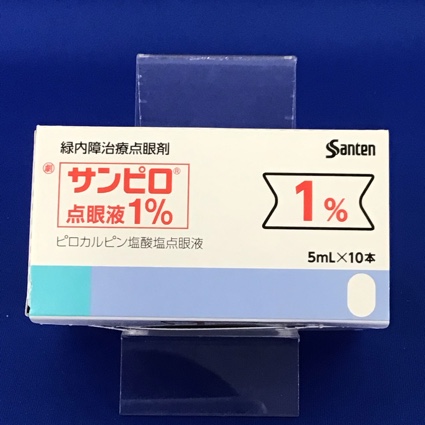 緑内障治療点眼剤
Santen
劇
サンピロ®
点眼液1%
1%
ピロカルピン塩酸塩点眼液
5mL×10本